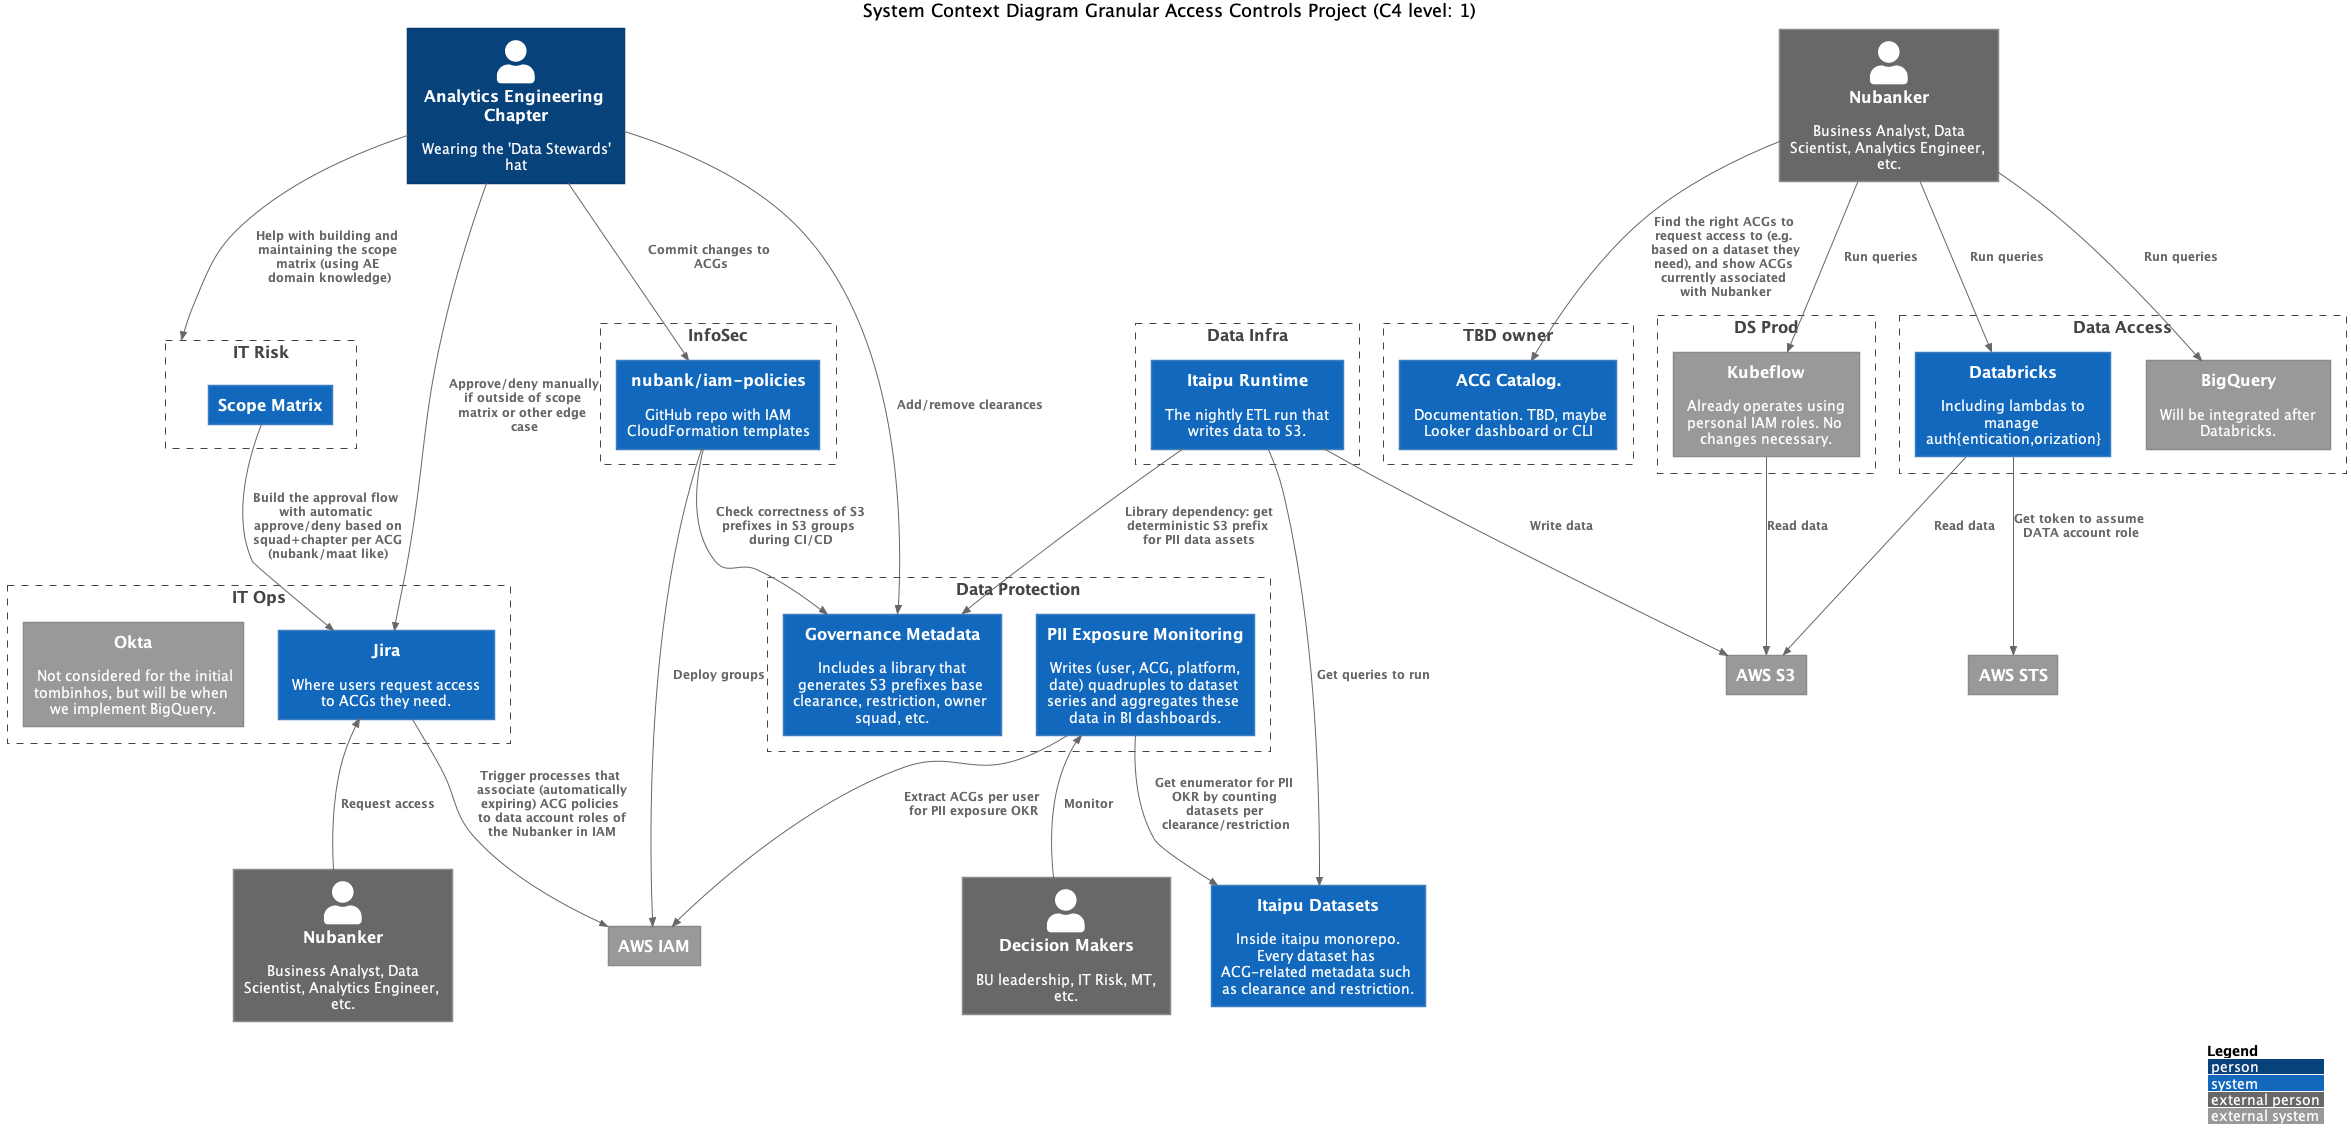 System Context Diagram Granular Access Controls Project (C4 level: 1)
Analytics Engineering
Chapter
Wearing the 'Data Stewards'
hat
Nubanker
Business Analyst, Data
Scientist, Analytics Engineer,
etc.
Help with building and
maintaining the scope
matrix (using AE
domain knowledge)
Commit changes to
ACGs
Find the right ACGs to
request access to (e.g.
based on a dataset they
need), and show ACGs
currently associated
with Nubanker
Run queries
Run queries
Run queries
IT Risk
Scope Matrix
Approve/deny manually
if outside of scope
matrix or other edge
case
InfoSec
nubank/iam-policies
GitHub repo with IAM
CloudFormation templates
Add/remove clearances
Data Infra
Itaipu Runtime
The nightly ETL run that
writes data to S3.
TBD owner
ACG Catalog.
Documentation. TBD, maybe
Looker dashboard or CLI
DS Prod
Kubeflow
Already operates using
personal IAM roles. No
changes necessary.
Data Access
Databricks
Including lambdas to
manage
auth{entication,orization}
BigQuery
Will be integrated after
Databricks.
Build the approval flow
with automatic
approve/deny based on
squad+chapter per ACG
(nubank/maat like)
Check correctness of S3
prefixes in S3 groups
during CI/CD
Library dependency: get
deterministic S3 prefix
for PII data assets
Write data
Read data
Read data
Get token to assume
DATA account role
IT Ops
Okta
Not considered for the initial
tombinhos, but will be when
we implement BigQuery.
Jira
Where users request access
to ACGs they need.
Deploy groups
Data Protection
Governance Metadata
Includes a library that
generates S3 prefixes base
clearance, restriction, owner
squad, etc.
PII Exposure Monitoring
Writes (user, ACG, platform,
date) quadruples to dataset
series and aggregates these
data in BI dashboards.
Get queries to run
AWS S3
AWS STS
Request access
Trigger processes that
associate (automatically
expiring) ACG policies
to data account roles of
the Nubanker in IAM
Extract ACGs per user
for PII exposure OKR
Monitor
Get enumerator for PII
OKR by counting
datasets per
clearance/restriction
Nubanker
Business Analyst, Data
Scientist, Analytics Engineer,
etc.
AWS IAM
Decision Makers
BU leadership, IT Risk, MT,
etc.
Itaipu Datasets
Inside itaipu monorepo.
Every dataset has
ACG-related metadata such
as clearance and restriction.
Legend
person
system
external person
external system